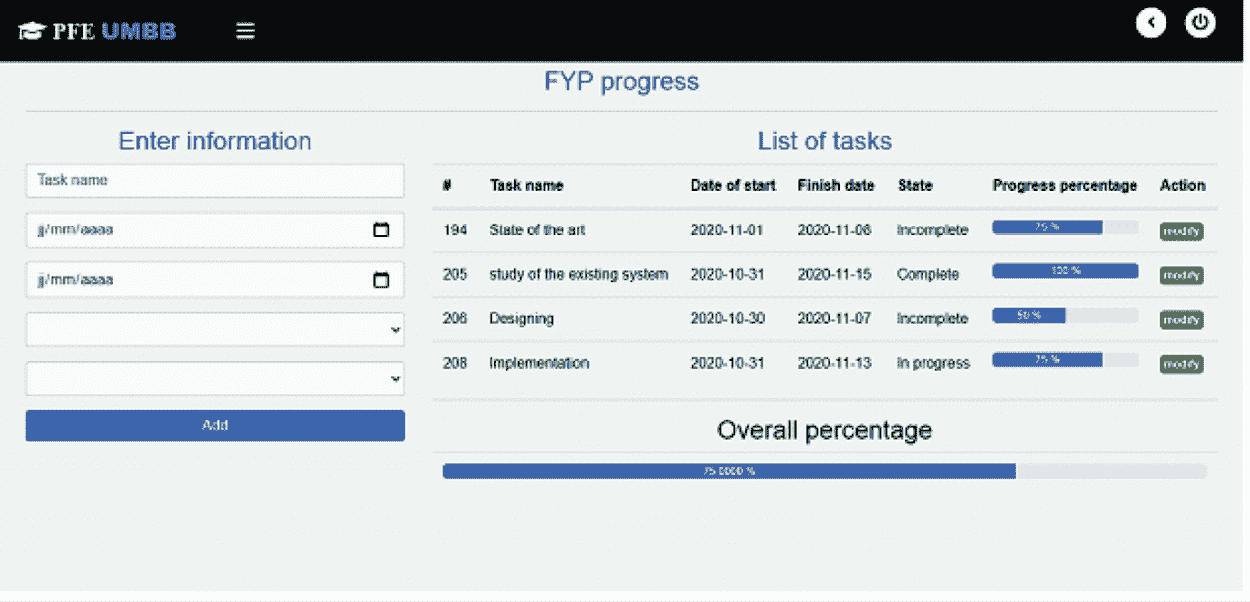 PFE UMBB
FYP progress
Enter information
Task name
jj/mm/aaaa
jj/mm/aaaa
Add
List of tasks
# Task name Date of start Finish date State Progress percentage Action
194 State of the art 2020-11-01 2020-11-06 Incomplete 75 % modify
205 study of the existing system 2020-10-31 2020-11-15 Complete 100 % modify
206 Designing 2020-10-30 2020-11-07 Incomplete 50 % modify
208 Implementation 2020-10-31 2020-11-13 In progress 75 % modify
Overall percentage
75.0000 %